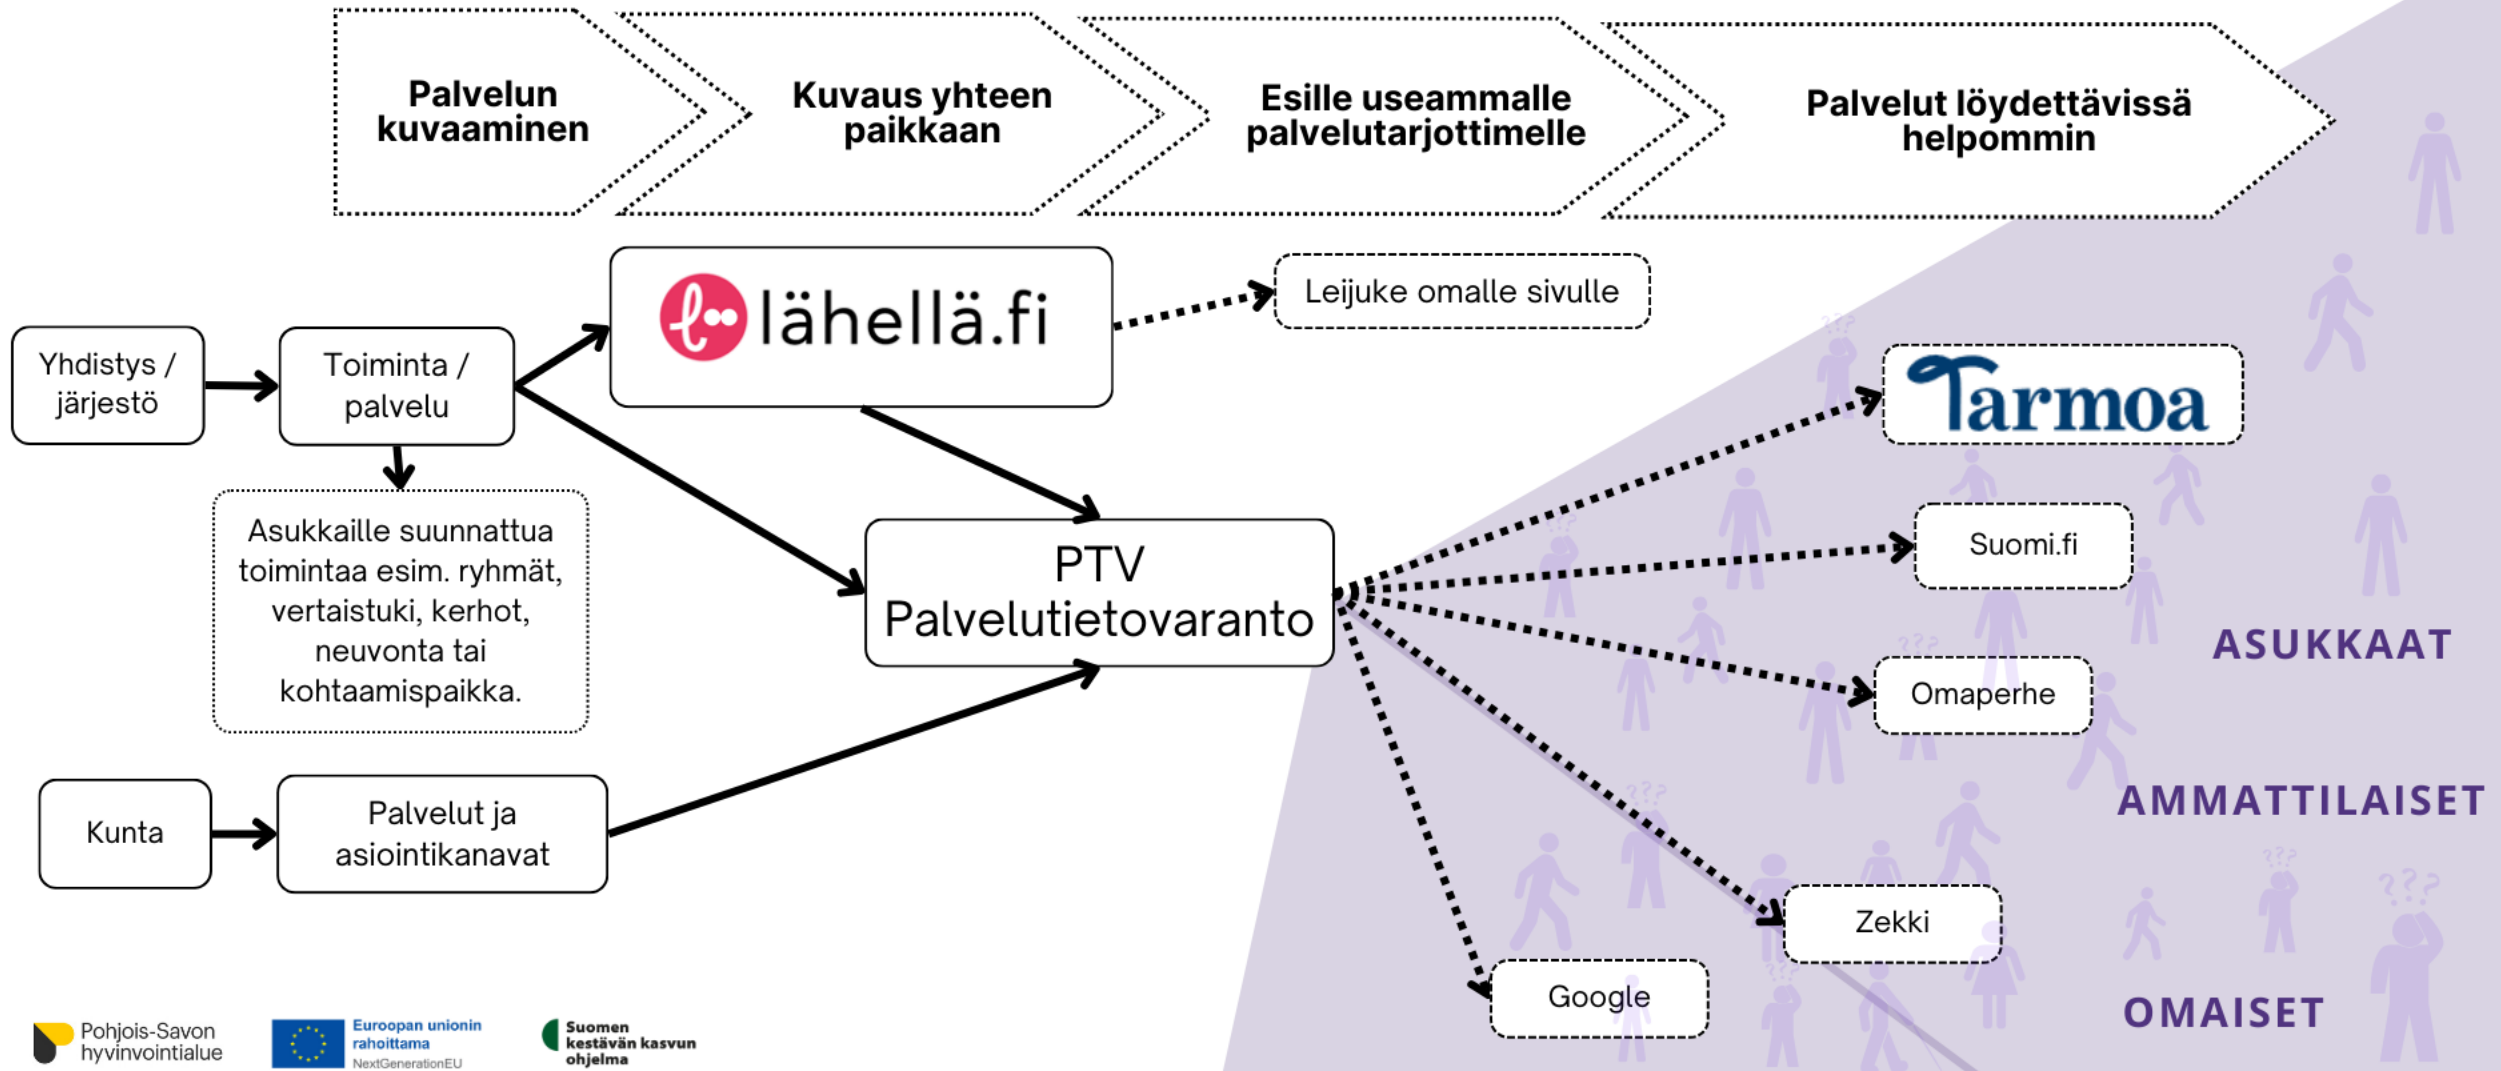 Palvelun
kuvaaminen
Kuvaus yhteen
paikkaan
Esille useammalle
palvelutarjottimelle
Palvelut löydettävissä
helpommin
lähellä.fi
Leijuke omalle sivulle
Yhdistys /
järjestö
Toiminta /
palvelu
Tarmoa
Asukkaille suunnattua
toimintaa esim. ryhmät,
vertaistuki, kerhot,
neuvonta tai
kohtaamispaikka.
PTV
Palvelutietovaranto
Suomi.fi
ASUKKAAT
Omaperhe
Kunta
Palvelut ja
asiointikanavat
AMMATTILAISET
???
???
???
???
???
???
???
???
Zekki
Google
OMAISET
Pohjois-Savon
hyvinvointialue
Euroopan unionin
rahoittama
NextGenerationEU
Suomen
kestävän kasvun
ohjelma